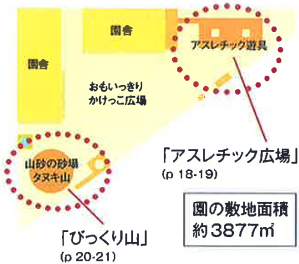 園舎
アスレチック遊具
園舎
おもいっきり
かけっこ広場
山砂の砂場
タヌキ山
「アスレチック広場」
(p 18-19)
「びっくり山」
(p 20-21)
園の敷地面積
約3877㎡